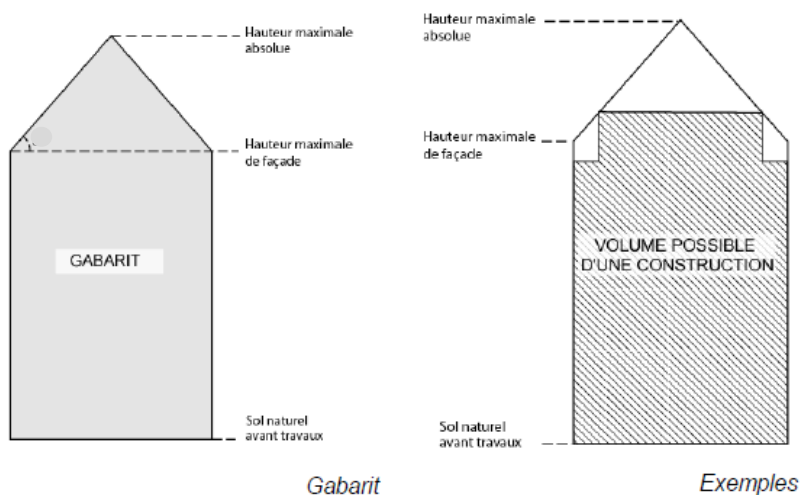 Hauteur maximale
absolue
Hauteur maximale
de façade
GABARIT
Sol naturel
avant travaux
Gabarit
Hauteur maximale
absolue
Hauteur maximale
de façade
VOLUME POSSIBLE
D'UNE CONSTRUCTION
Sol naturel
avant travaux
Exemples